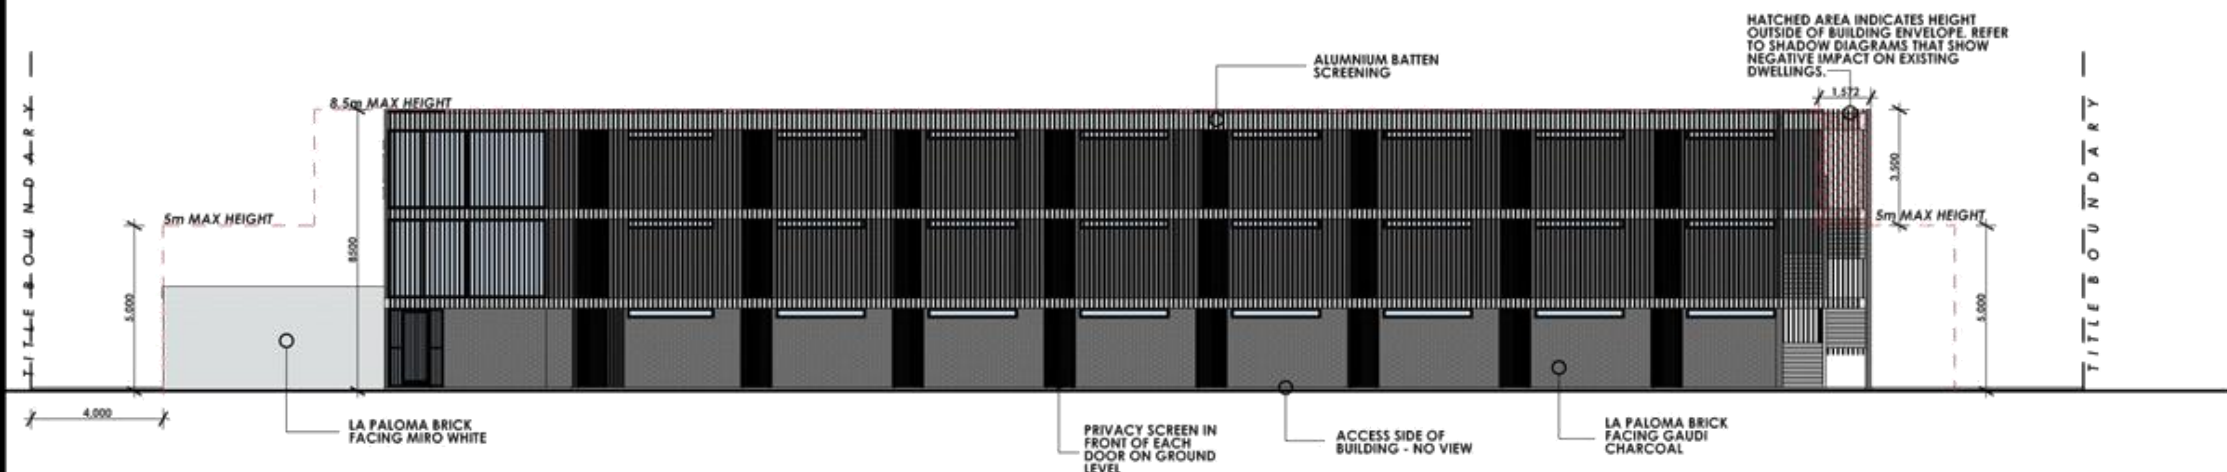 HATCHED AREA INDICATES HEIGHT
OUTSIDE OF BUILDING ENVELOPE. REFER
TO SHADOW DIAGRAMS THAT SHOW
NEGATIVE IMPACT ON EXISTING
DWELLINGS.
ALUMNIUM BATTEN
SCREENING
1,572
8.5m MAX HEIGHT
TITLE BOUNDARY
5m MAX HEIGHT
5,000
8500
3,500
5m MAX HEIGHT
5,000
TITLE BOUNDARY
4,000
LA PALOMA BRICK
FACING MIRO WHITE
PRIVACY SCREEN IN
FRONT OF EACH
DOOR ON GROUND
LEVEL
ACCESS SIDE OF
BUILDING - NO VIEW
LA PALOMA BRICK
FACING GAUDI
CHARCOAL